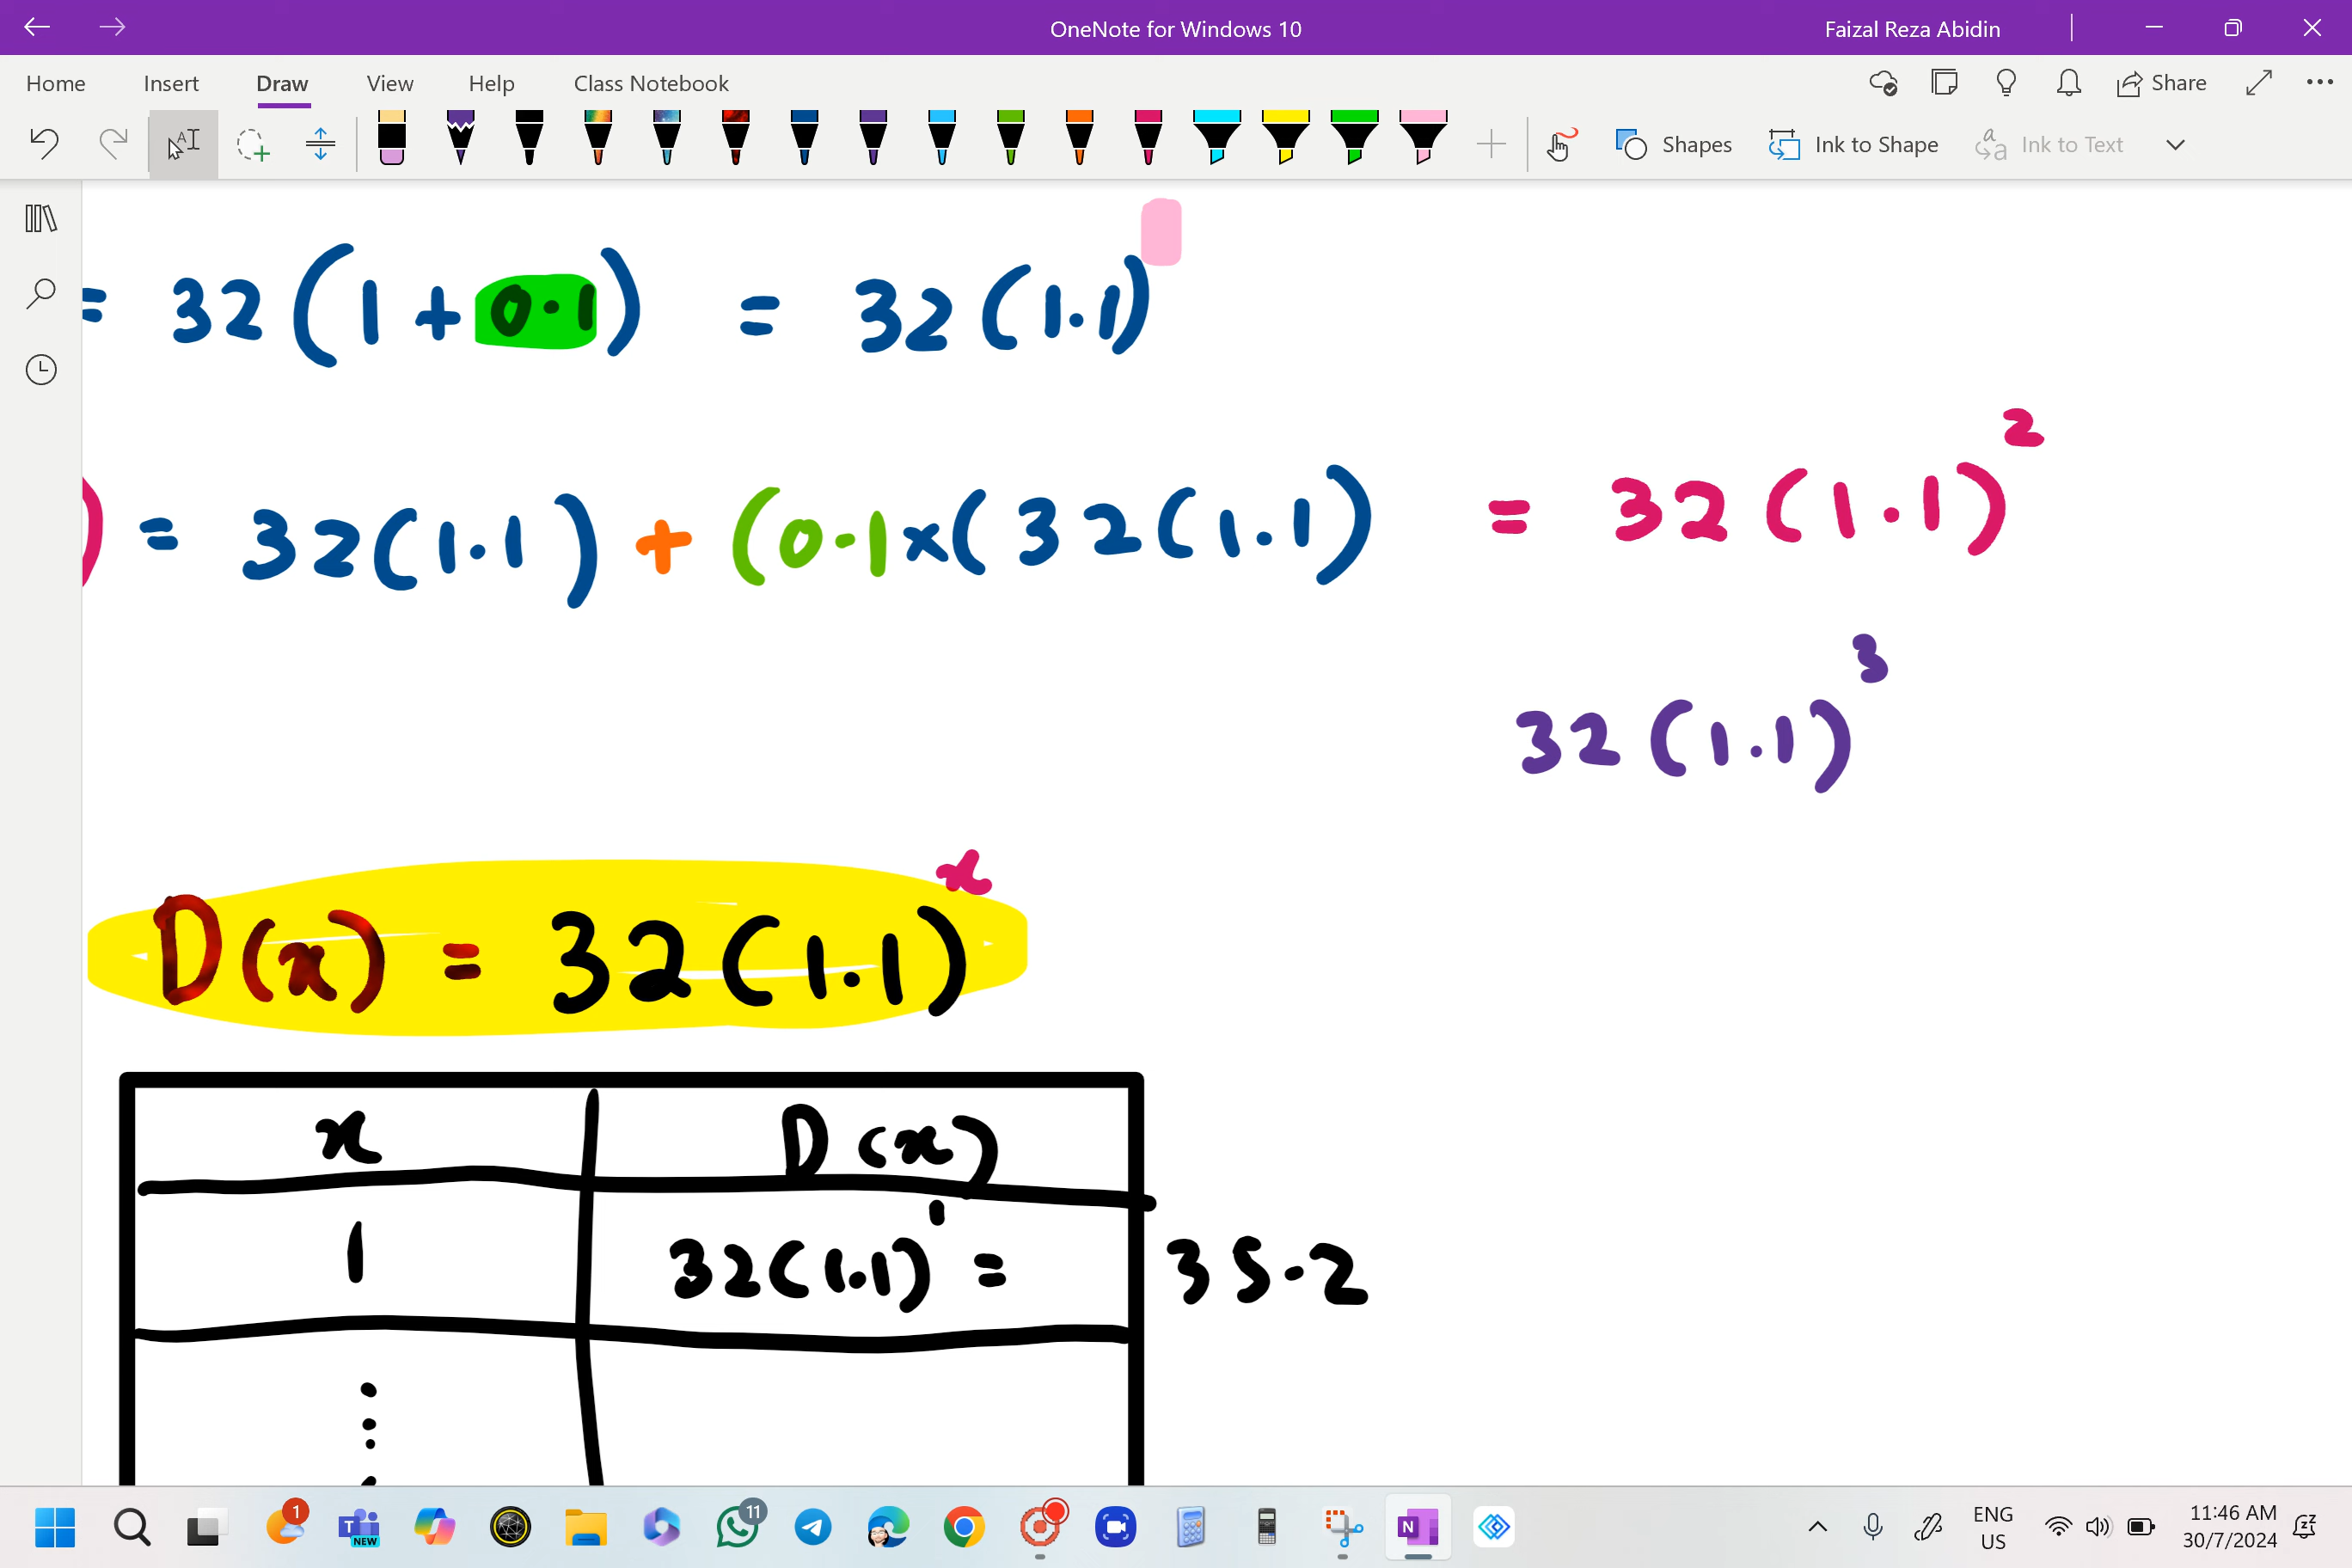 OneNote for Windows 10
Faizal Reza Abidin
Home Insert Draw View Help Class Notebook
Share
Shapes Ink to Shape Ink to Text
= 32 (1 + 0.1) = 32 (1.1)
) = 32(1.1) + (0.1 x (32(1.1) = 32(1.1)²
32(1.1)³
D(x) = 32(1.1)ˣ
x D(x)
1 32(1.1)¹ = 35.2
1
NEW
11
ENG
US
11:46 AM
30/7/2024